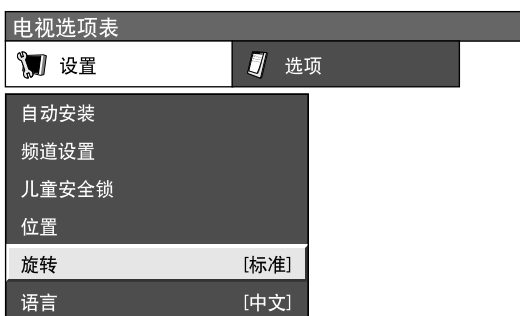 电视选项表
设置 选项
自动安装
频道设置
儿童安全锁
位置
旋转 [标准]
语言 [中文]